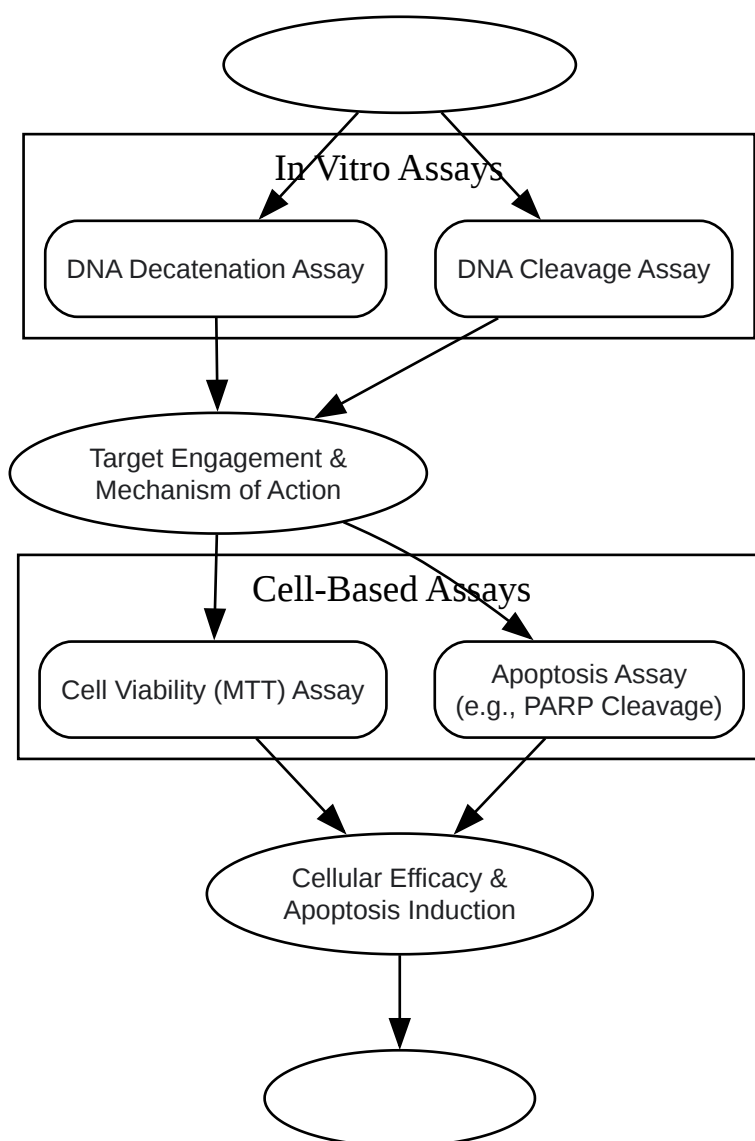 In Vitro Assays
DNA Decatenation Assay
DNA Cleavage Assay
Target Engagement &
Mechanism of Action
Cell-Based Assays
Cell Viability (MTT) Assay
Apoptosis Assay
(e.g., PARP Cleavage)
Cellular Efficacy &
Apoptosis Induction